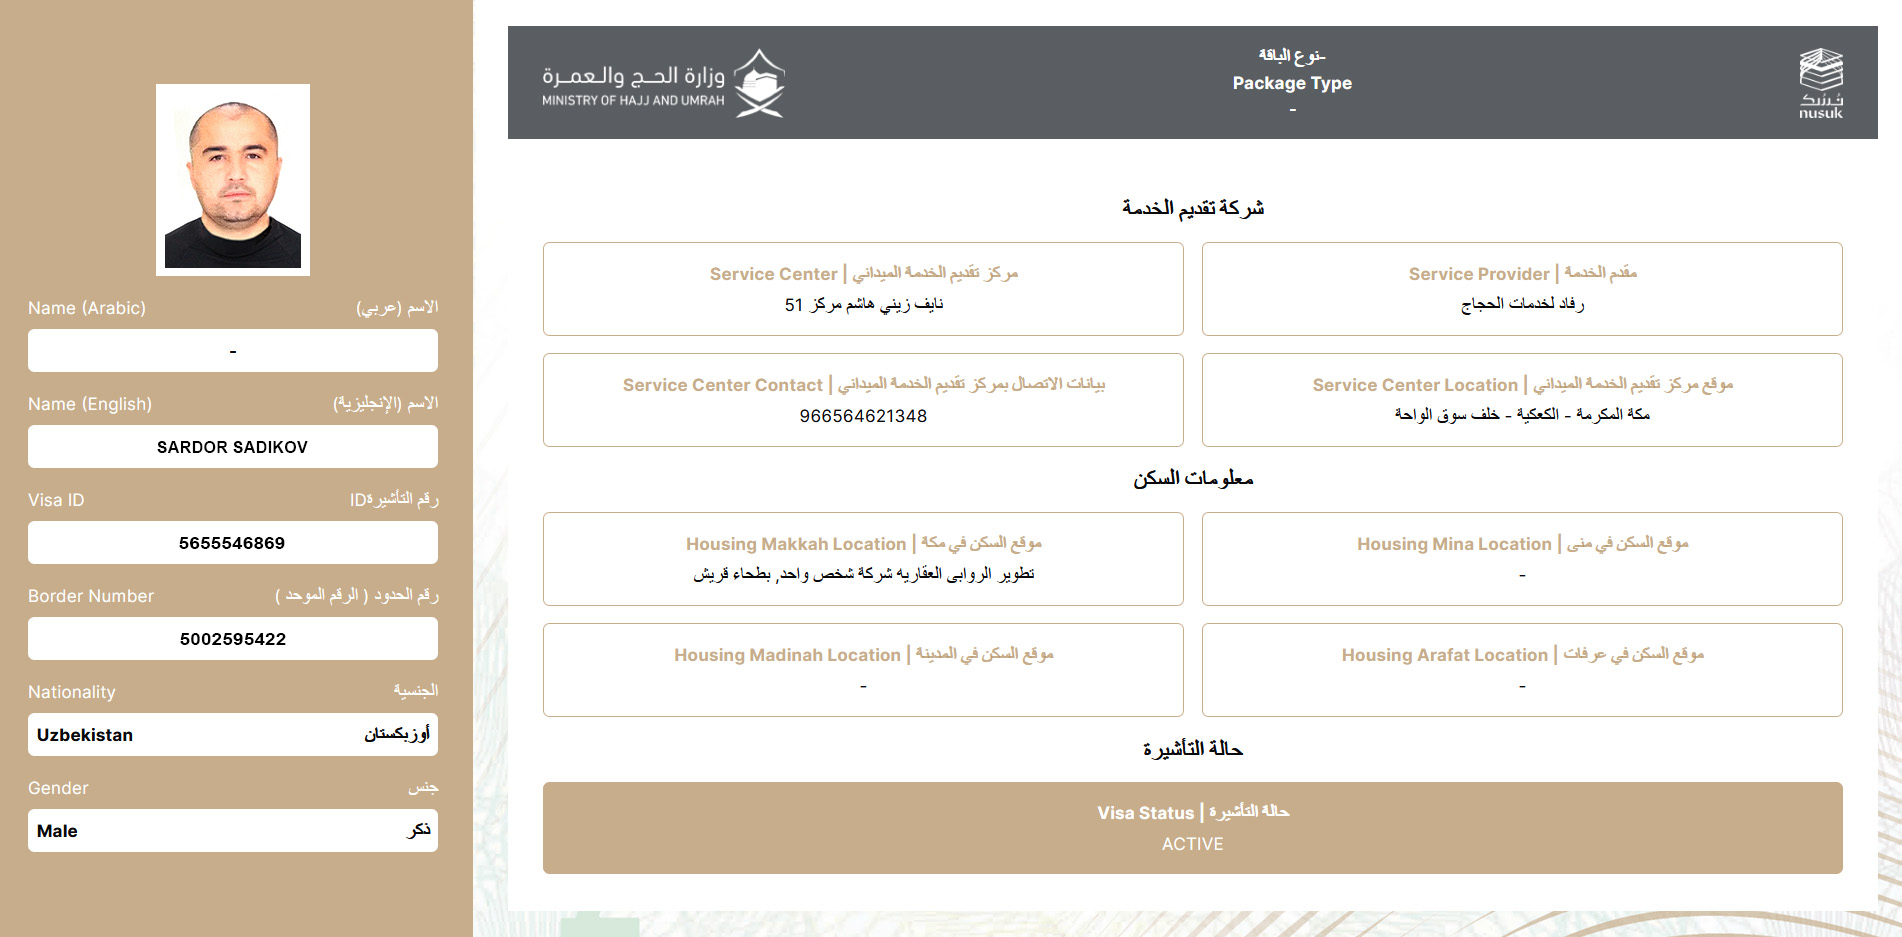 الاسم (عربي) Name (Arabic)
-
الاسم (الإنجليزية) Name (English)
SARDOR SADIKOV
Visa ID رقم التأشيرةID
5655546869
Border Number رقم الحدود ( الرقم الموحد )
5002595422
Nationality الجنسية
Uzbekistan أوزبكستان
Gender جنس
Male ذكر
وزارة الحج والعمرة
MINISTRY OF HAJJ AND UMRAH
نوع الباقة-
Package Type
-
نُسُك
nusuk
شركة تقديم الخدمة
Service Center | مركز تقديم الخدمة الميداني
نايف زيني هاشم مركز 51
Service Provider | مقدم الخدمة
رفاد لخدمات الحجاج
Service Center Contact | بيانات الاتصال بمركز تقديم الخدمة الميداني
966564621348
Service Center Location | موقع مركز تقديم الخدمة الميداني
مكة المكرمة - الكعكية - خلف سوق الواحة
معلومات السكن
Housing Makkah Location | موقع السكن في مكة
تطوير الروابى العقاريه شركة شخص واحد, بطحاء قريش
Housing Mina Location | موقع السكن في منى
-
Housing Madinah Location | موقع السكن في المدينة
-
Housing Arafat Location | موقع السكن في عرفات
-
حالة التأشيرة
Visa Status | حالة التأشيرة
ACTIVE